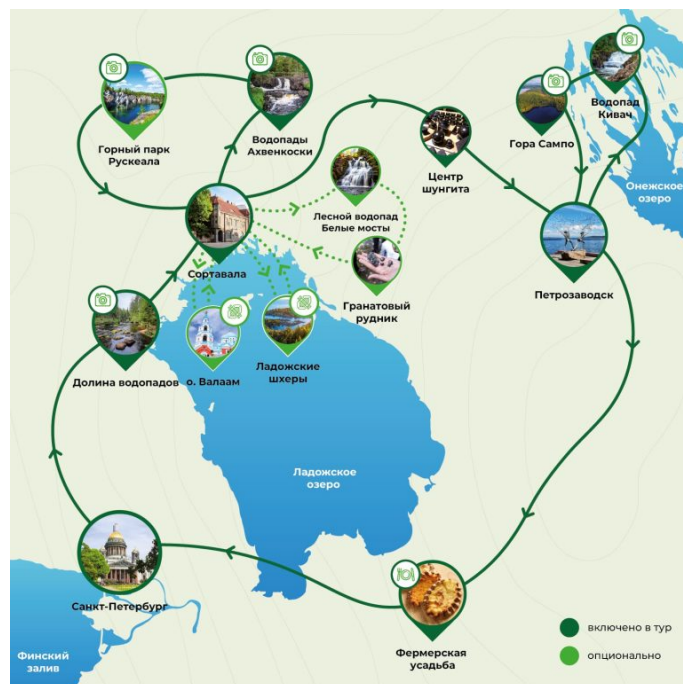 Горный парк
Рускеала
Водопады
Ахвенкоски
Водопад
Кивач
Гора Сампо
Центр
шунгита
Онежское
озеро
Лесной водопад
Белые мосты
Сортавала
Гранатовый
рудник
Петрозаводск
Долина водопадов
о. Валаам
Ладожские
шхеры
Ладожское
озеро
Санкт-Петербург
Финский
залив
Фермерская
усадьба
включено в тур
опционально